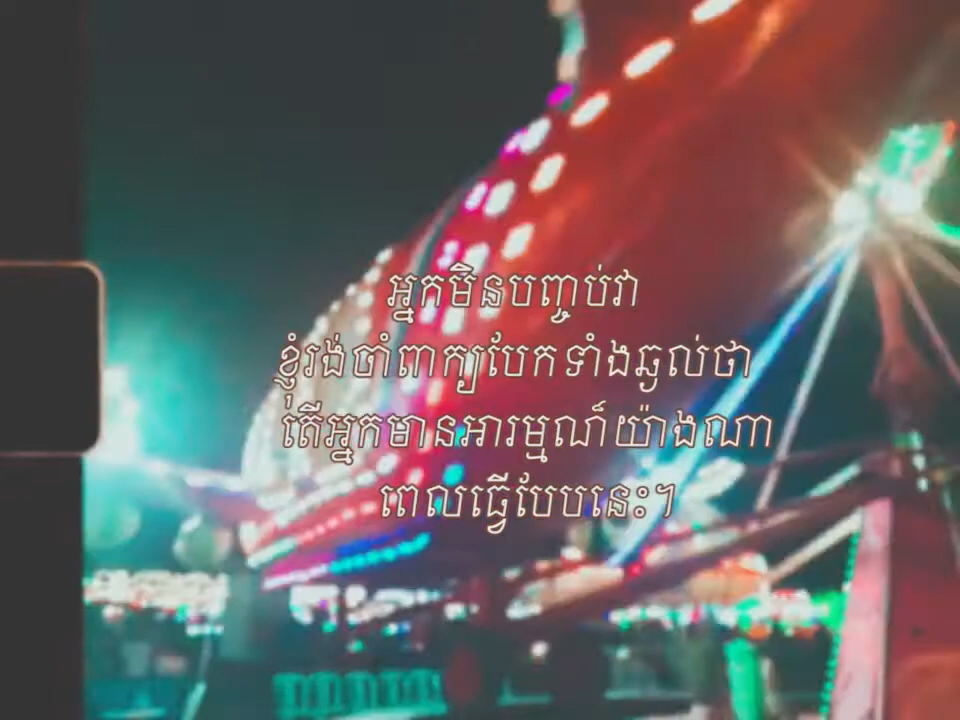 អ្នកមិនបញ្ចប់វា
ខ្ញុំរង់ចាំពាក្យបែកទាំងឆ្ងល់ថា
តើអ្នកមានអារម្មណ៍យ៉ាងណា
ពេលធ្វើបែបនេះៗ